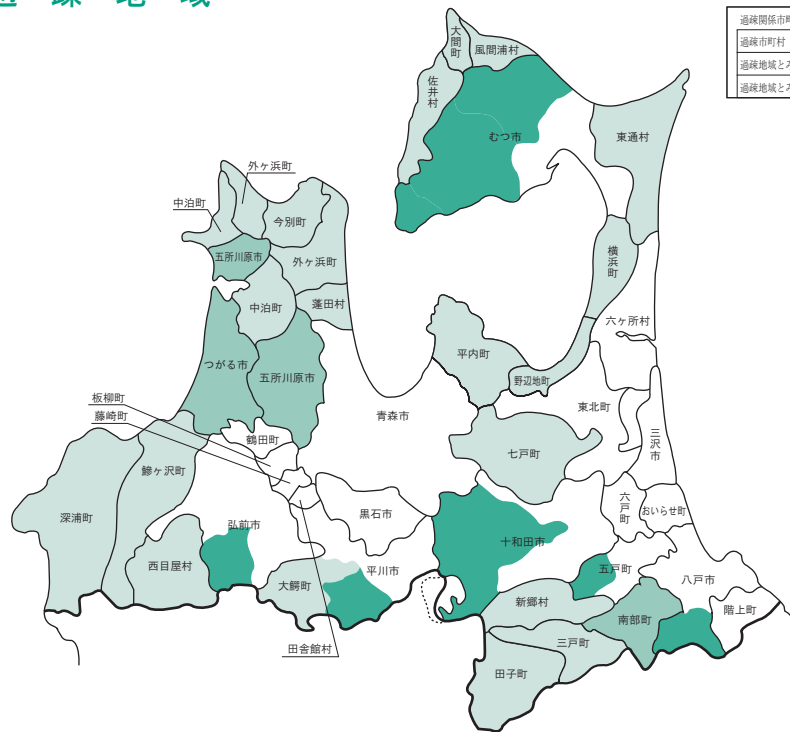 疎地域
過疎関係市
過疎市町村
過疎地域と
過疎地域と
大間町
風間浦村
佐井村
むつ市
東通村
外ヶ浜町
中泊町
今別町
五所川原市
外ヶ浜町
横浜町
中泊町
蓬田村
六ヶ所村
平内町
つがる市
五所川原市
野辺地町
板柳町
藤崎町
青森市
東北町
鶴田町
三沢市
七戸町
鰺ヶ沢町
六戸町
おいらせ町
深浦町
黒石市
弘前市
十和田市
西目屋村
平川市
五戸町
八戸市
大鰐町
新郷村
階上町
南部町
三戸町
田舎館村
田子町